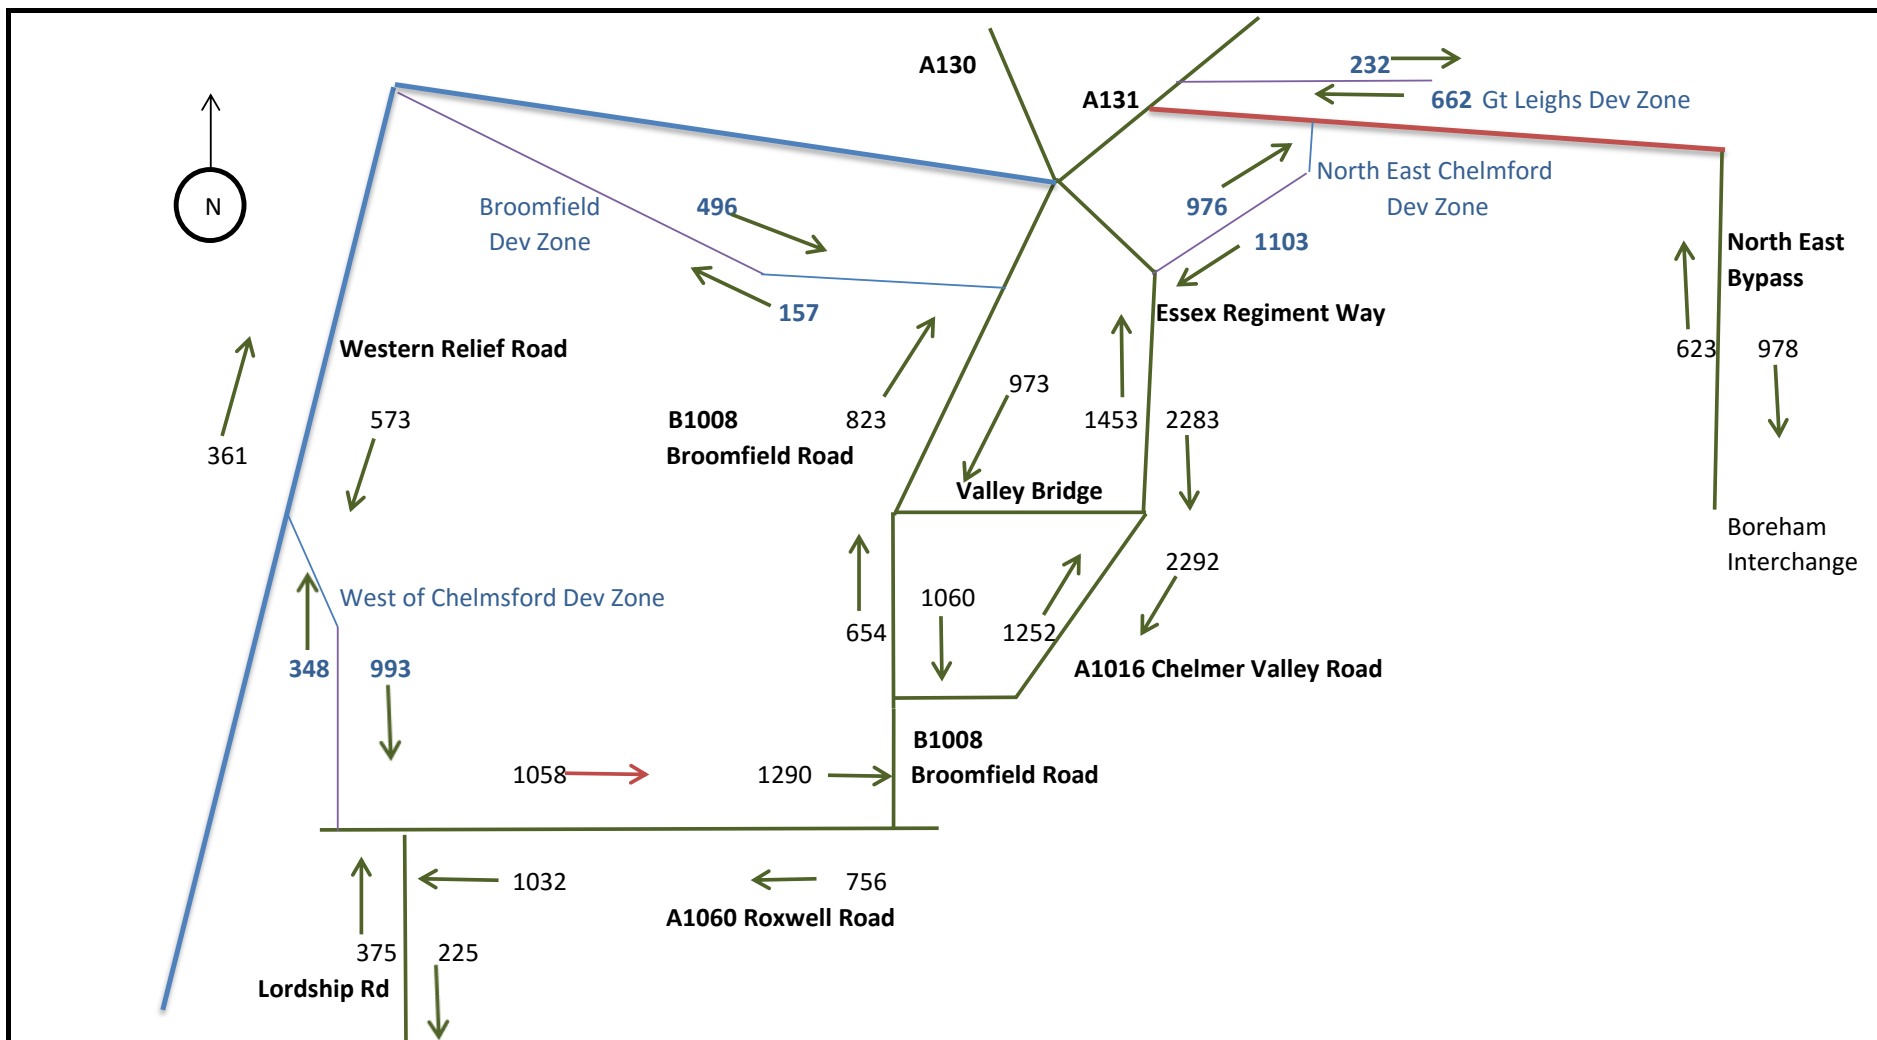 A130
232
A131
662 Gt Leighs Dev Zone
North East Chelmford
Dev Zone
N
Broomfield
Dev Zone
496
976
1103
North East
Bypass
157
Essex Regiment Way
Western Relief Road
623
978
973
573
B1008
Broomfield Road
823
1453
2283
361
Valley Bridge
Boreham
Interchange
2292
West of Chelmsford Dev Zone
1060
654
1252
348
993
A1016 Chelmer Valley Road
B1008
Broomfield Road
1058
1290
1032
756
A1060 Roxwell Road
375
225
Lordship Rd